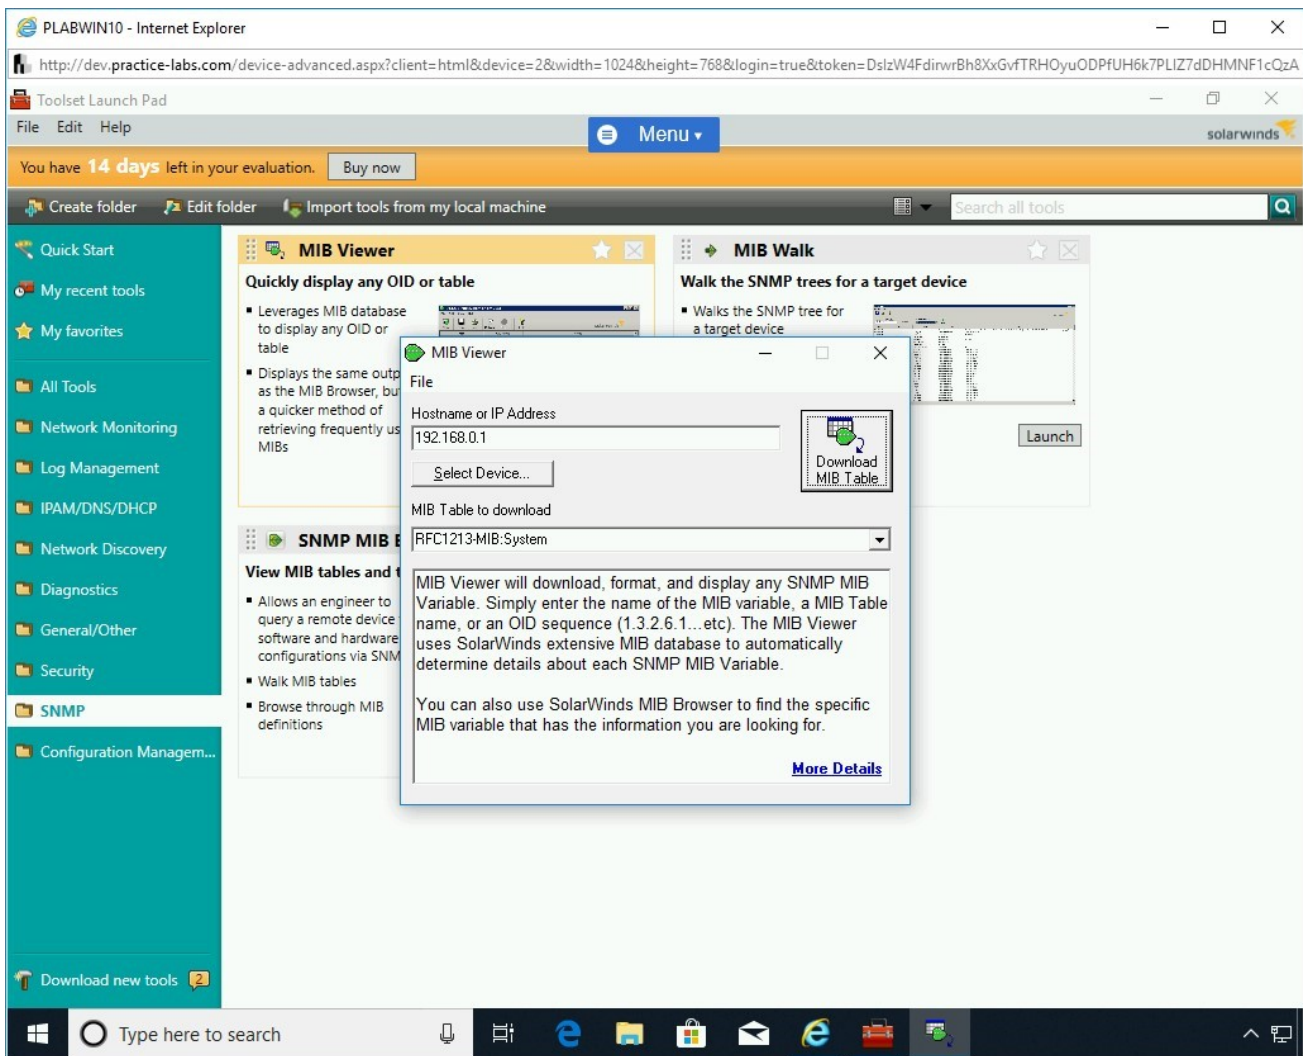 PLABWIN10 - Internet Explorer
http://dev.practice-labs.com/device-advanced.aspx?client=html&device=2&width=1024&height=768&login=true&token=DslzW4FdirwrBh8XxGvfTRHOyuODPfUH6k7PLIZ7dDHMNF1cQzA
Toolset Launch Pad
File Edit Help
Menu
solarwinds
You have 14 days left in your evaluation. Buy now
Create folder Edit folder Import tools from my local machine
Search all tools
Quick Start
My recent tools
My favorites
All Tools
Network Monitoring
Log Management
IPAM/DNS/DHCP
Network Discovery
Diagnostics
General/Other
Security
SNMP
Configuration Managem...
Download new tools 2
MIB Viewer
Quickly display any OID or table
Leverages MIB database
to display any OID or
table
Displays the same outp
as the MIB Browser, bu
a quicker method of
retrieving frequently us
MIBs
MIB Walk
Walk the SNMP trees for a target device
Walks the SNMP tree for
a target device
Launch
SNMP MIB
View MIB tables and
Allows an engineer to
query a remote device
software and hardware
configurations via SNM
Walk MIB tables
Browse through MIB
definitions
MIB Viewer
File
Hostname or IP Address
192.168.0.1
Select Device...
Download
MIB Table
MIB Table to download
RFC1213-MIB:System
MIB Viewer will download, format, and display any SNMP MIB
Variable. Simply enter the name of the MIB variable, a MIB Table
name, or an OID sequence (1.3.2.6.1...etc). The MIB Viewer
uses SolarWinds extensive MIB database to automatically
determine details about each SNMP MIB Variable.
You can also use SolarWinds MIB Browser to find the specific
MIB variable that has the information you are looking for.
More Details
Type here to search